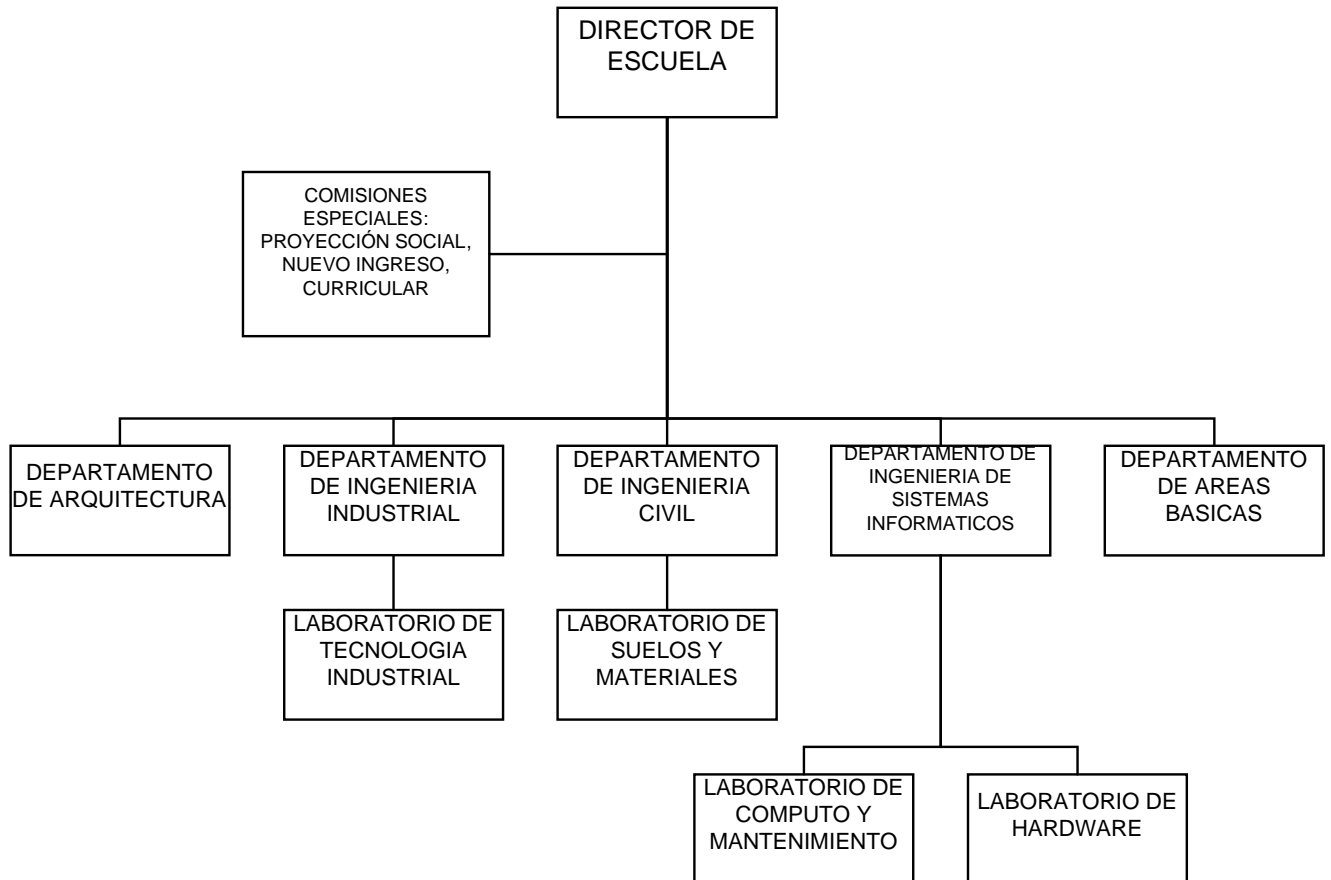 DIRECTOR DE
ESCUELA
COMISIONES
ESPECIALES:
PROYECCIÓN SOCIAL,
NUEVO INGRESO,
CURRICULAR
DEPARTAMENTO
DE ARQUITECTURA
DEPARTAMENTO
DE INGENIERIA
INDUSTRIAL
DEPARTAMENTO
DE INGENIERIA
CIVIL
DEPARTAMENTO DE
INGENIERIA DE
SISTEMAS
INFORMATICOS
DEPARTAMENTO
DE AREAS
BASICAS
LABORATORIO DE
TECNOLOGIA
INDUSTRIAL
LABORATORIO DE
SUELOS Y
MATERIALES
LABORATORIO DE
COMPUTO Y
MANTENIMIENTO
LABORATORIO DE
HARDWARE